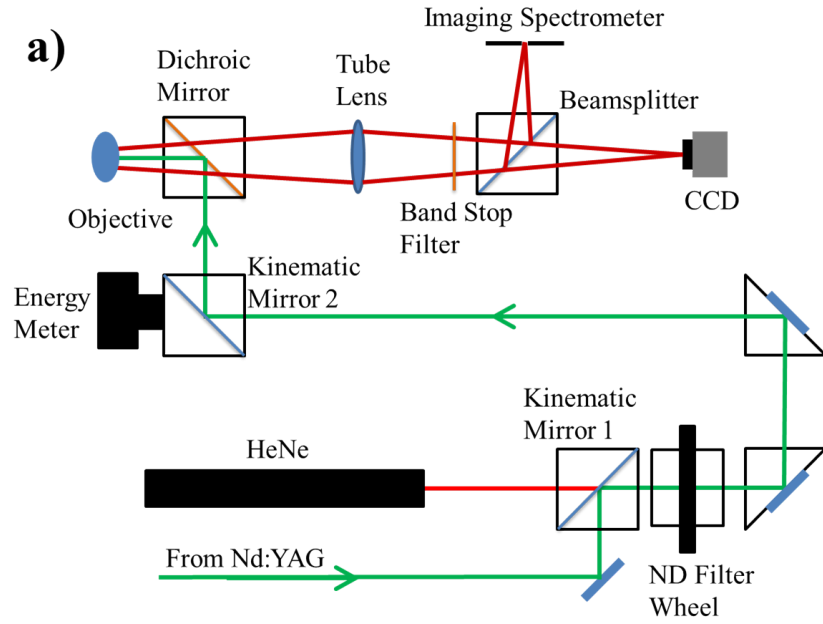 a)
Imaging Spectrometer
Dichroic
Mirror
Tube
Lens
Beamsplitter
Objective
Band Stop
Filter
CCD
Energy
Meter
Kinematic
Mirror 2
Kinematic
Mirror 1
HeNe
From Nd:YAG
ND Filter
Wheel